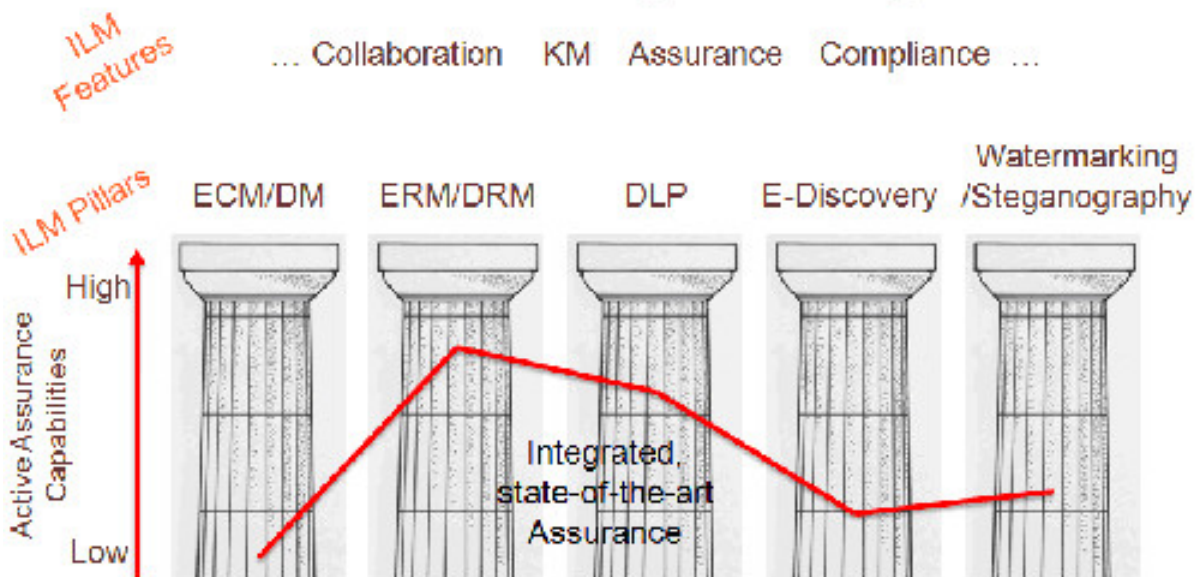 ILM
Features
... Collaboration KM Assurance Compliance ...
ILM Pillars
ECM/DM ERM/DRM DLP E-Discovery Watermarking
/Steganography
High
Active Assurance
Capabilities
Low
Integrated,
state-of-the-art
Assurance